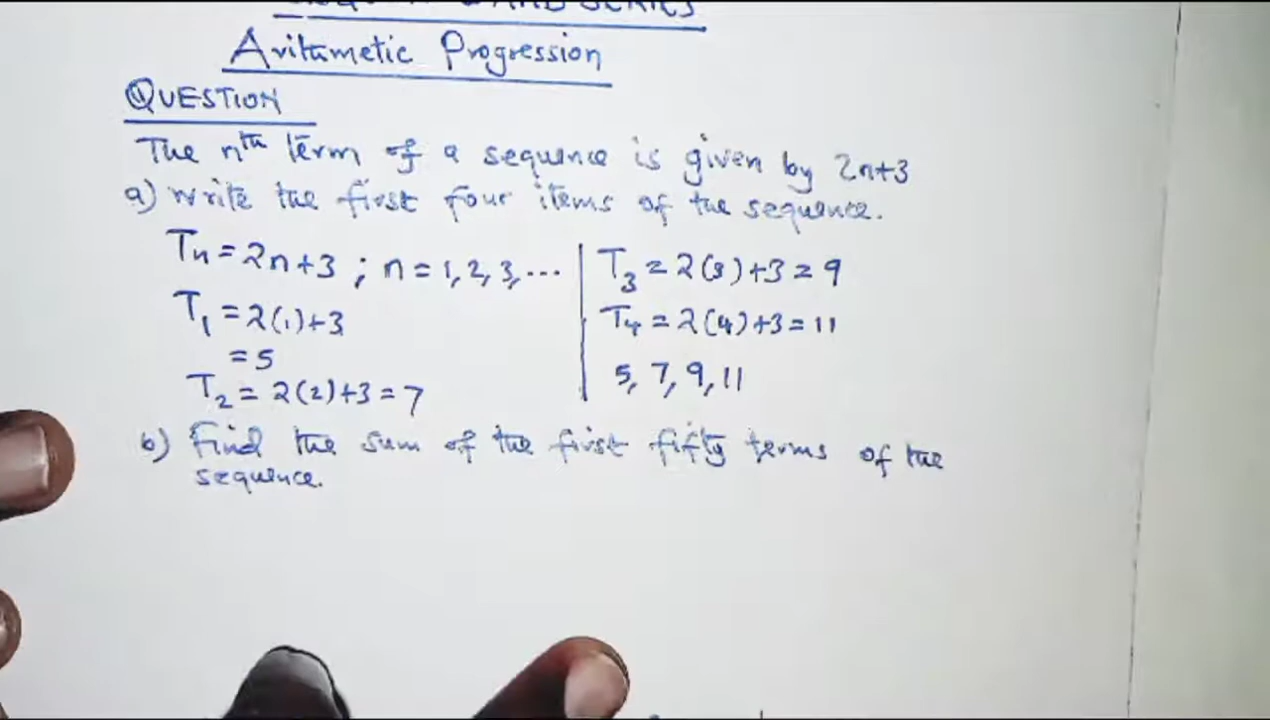 AND SERIES
Arithmetic Progression
QUESTION
The nth term of a sequence is given by 2n+3
a) Write the first four items of the sequence.
Tn = 2n+3 ; n = 1, 2, 3, ...
T1 = 2(1)+3
= 5
T2 = 2(2)+3 = 7
T3 = 2(3)+3 = 9
T4 = 2(4)+3 = 11
5, 7, 9, 11
b) Find the sum of the first fifty terms of the
sequence.